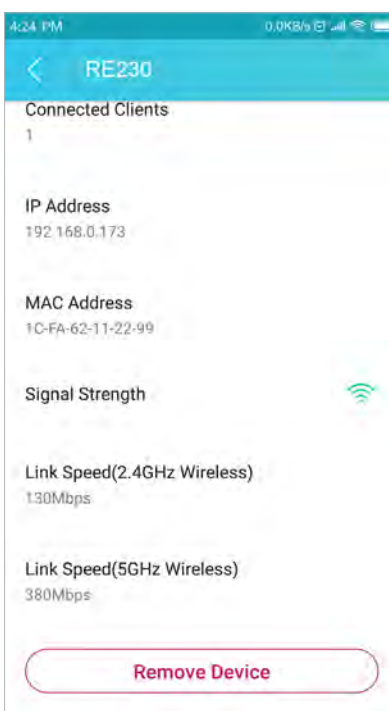 4:24 PM 0.0KB/s
RE230
Connected Clients
1
IP Address
192.168.0.173
MAC Address
1C-FA-62-11-22-99
Signal Strength
Link Speed(2.4GHz Wireless)
130Mbps
Link Speed(5GHz Wireless)
380Mbps
Remove Device